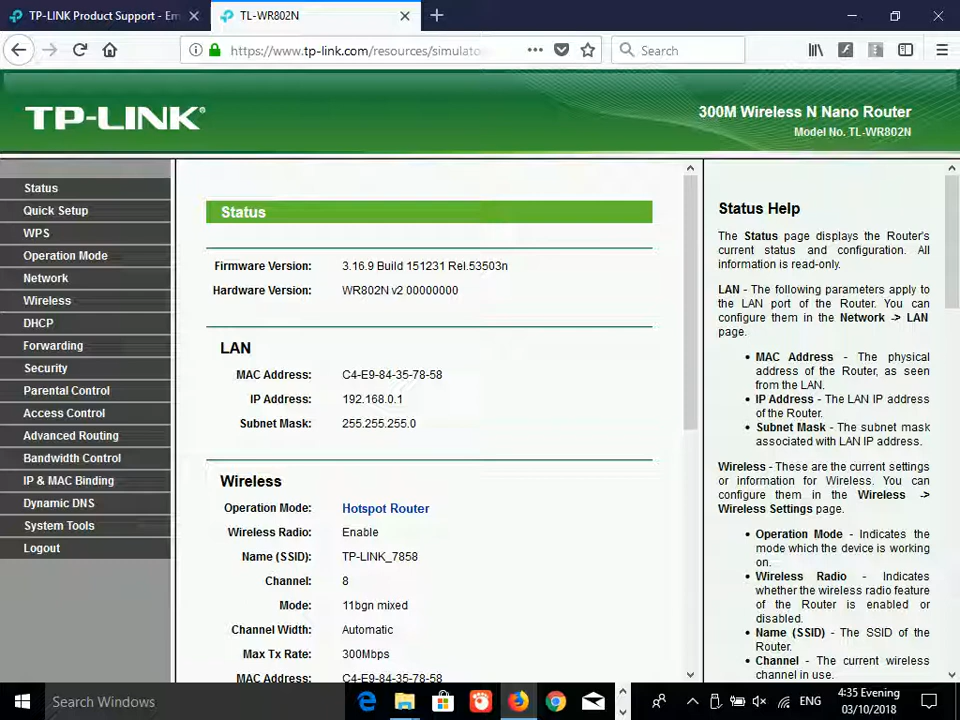 TP-LINK Product Support - Em
TL-WR802N
https://www.tp-link.com/resources/simulato
Search
TP-LINK®
300M Wireless N Nano Router
Model No. TL-WR802N
Status
Quick Setup
WPS
Operation Mode
Network
Wireless
DHCP
Forwarding
Security
Parental Control
Access Control
Advanced Routing
Bandwidth Control
IP & MAC Binding
Dynamic DNS
System Tools
Logout
Status
Firmware Version: 3.16.9 Build 151231 Rel.53503n
Hardware Version: WR802N v2 00000000
LAN
MAC Address: C4-E9-84-35-78-58
IP Address: 192.168.0.1
Subnet Mask: 255.255.255.0
Wireless
Operation Mode: Hotspot Router
Wireless Radio: Enable
Name (SSID): TP-LINK_7858
Channel: 8
Mode: 11bgn mixed
Channel Width: Automatic
Max Tx Rate: 300Mbps
MAC Address: C4-E9-84-35-78-58
Status Help
The Status page displays the Router's
current status and configuration. All
information is read-only.
LAN - The following parameters apply to
the LAN port of the Router. You can
configure them in the Network -> LAN
page.
• MAC Address - The physical
address of the Router, as seen
from the LAN.
• IP Address - The LAN IP address
of the Router.
• Subnet Mask - The subnet mask
associated with LAN IP address.
Wireless - These are the current settings
or information for Wireless. You can
configure them in the Wireless ->
Wireless Settings page.
• Operation Mode - Indicates the
mode which the device is working
on.
• Wireless Radio - Indicates
whether the wireless radio feature
of the Router is enabled or
disabled.
• Name (SSID) - The SSID of the
Router.
• Channel - The current wireless
channel in use.
Search Windows
ENG
4:35 Evening
03/10/2018